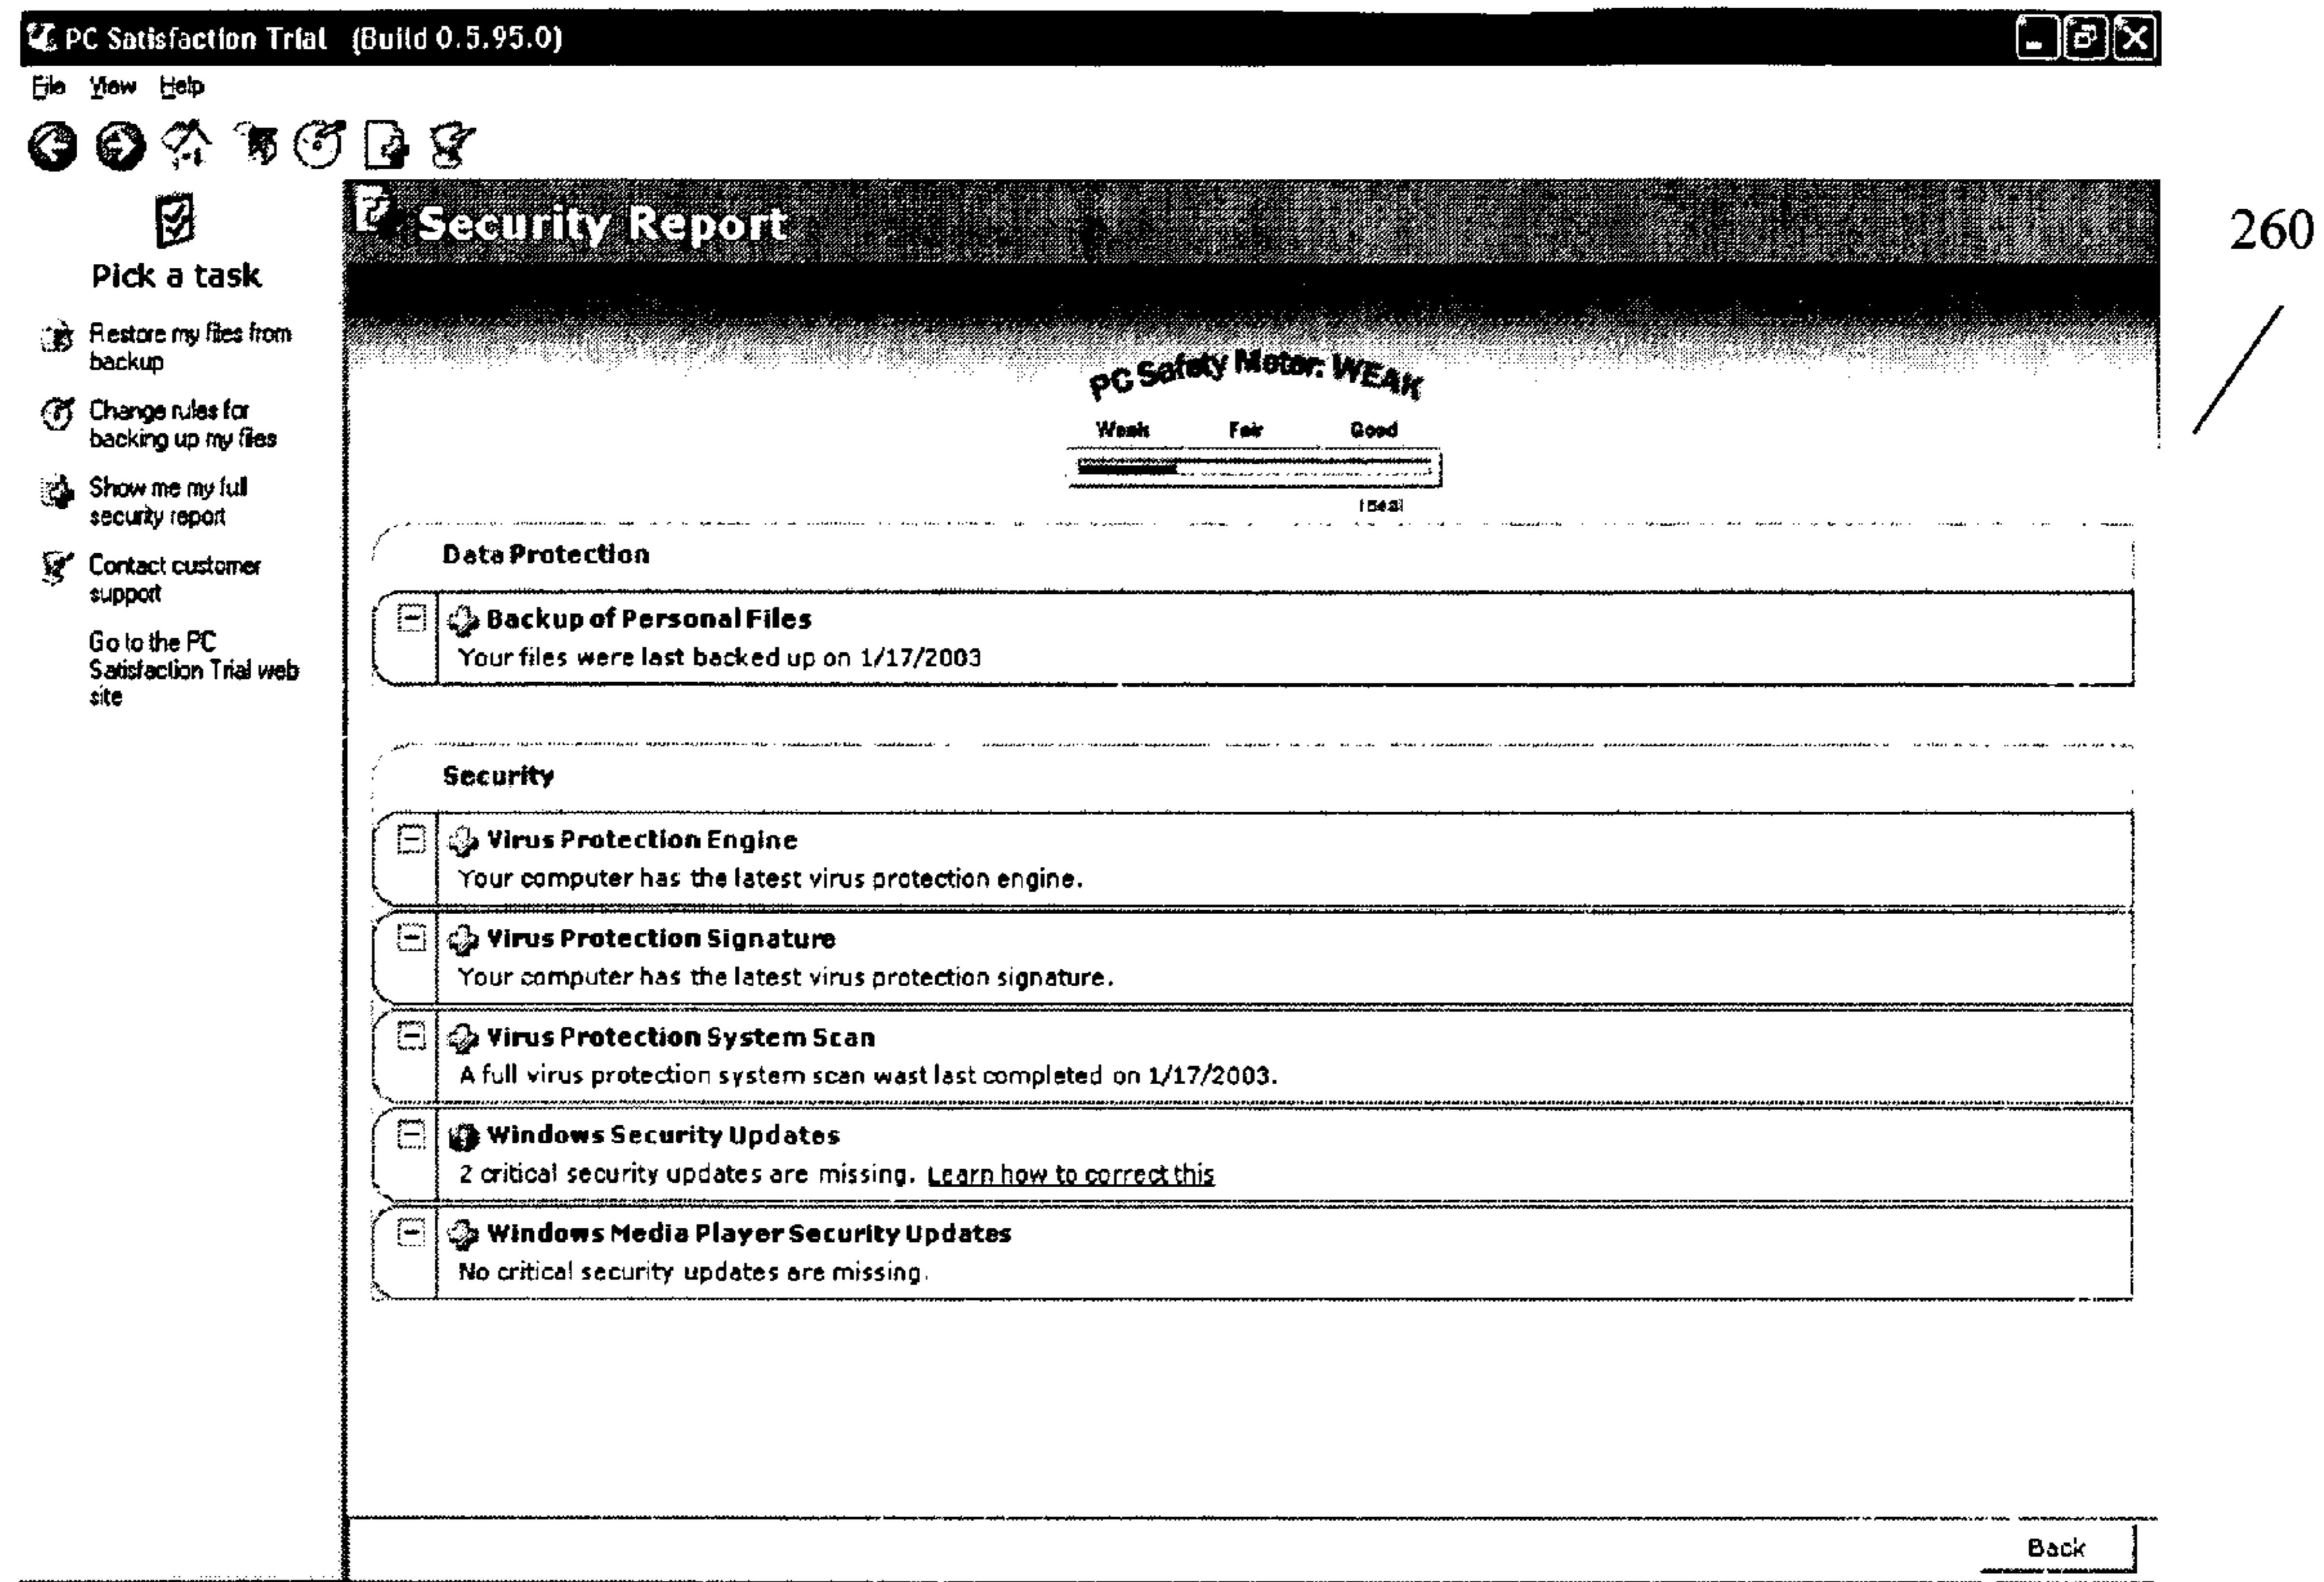 PC Satisfaction Trial (Build 0.5.95.0)
File View Help
Pick a task
Restore my files from
backup
Change rules for
backing up my files
Show me my full
security report
Contact customer
support
Go to the PC
Satisfaction Trial web
site
Security Report
260
PC Safety Meter: WEAK
Weak Fair Good
Ideal
Data Protection
Backup of Personal Files
Your files were last backed up on 1/17/2003
Security
Virus Protection Engine
Your computer has the latest virus protection engine.
Virus Protection Signature
Your computer has the latest virus protection signature.
Virus Protection System Scan
A full virus protection system scan wast last completed on 1/17/2003.
Windows Security Updates
2 critical security updates are missing. Learn how to correct this
Windows Media Player Security Updates
No critical security updates are missing.
Back